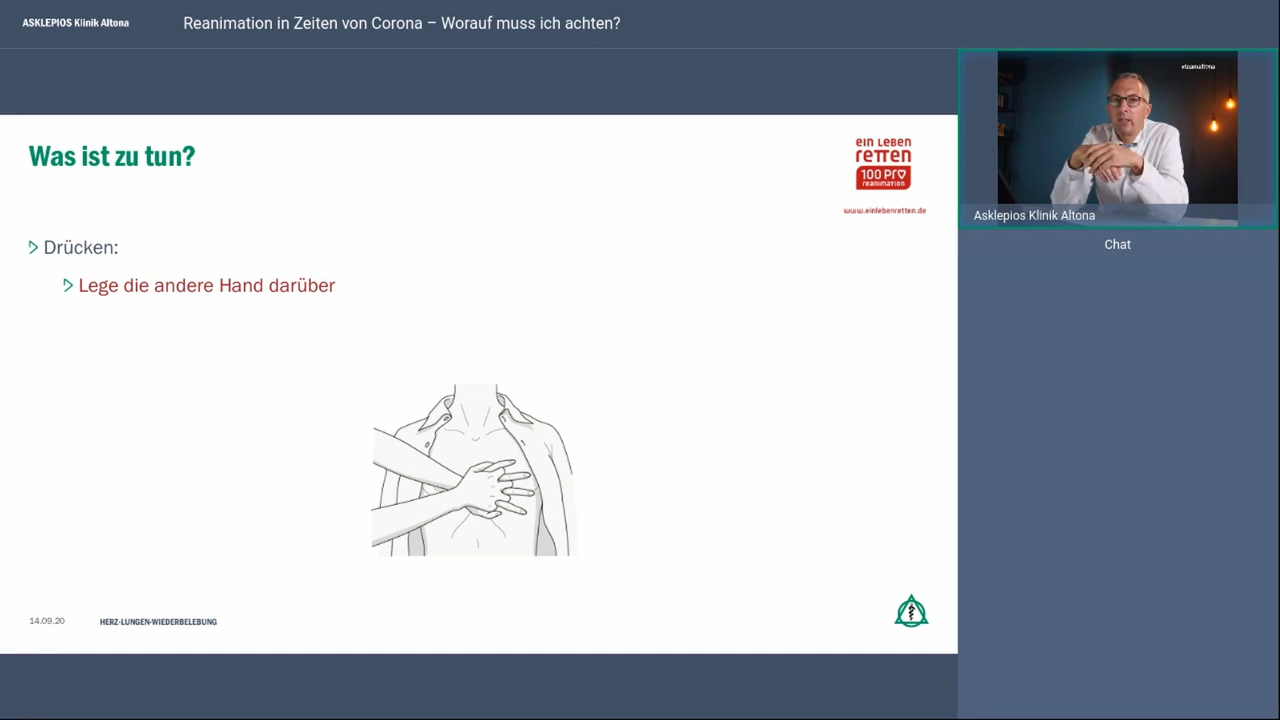 ASKLEPIOS Klinik Altona
Reanimation in Zeiten von Corona – Worauf muss ich achten?
#teamaltona
Asklepios Klinik Altona
Chat
Was ist zu tun?
ein Leben
retten
100 Pro
reanimation
www.einlebenretten.de
Drücken:
Lege die andere Hand darüber
14.09.20
HERZ-LUNGEN-WIEDERBELEBUNG